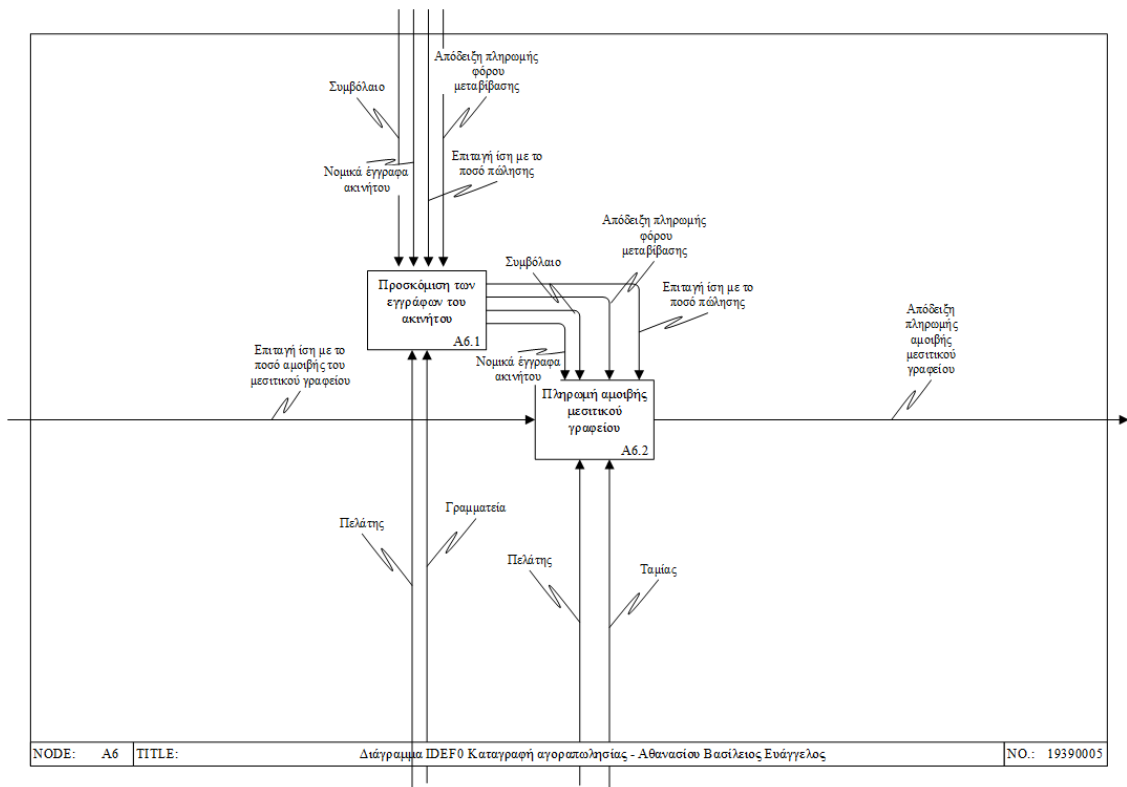 Απόδειξη πληρωμής
φόρου
μεταβίβασης
Συμβόλαιο
Επιταγή ίση με το
ποσό πώλησης
Νομικά έγγραφα
ακινήτου
Απόδειξη πληρωμής
φόρου
μεταβίβασης
Συμβόλαιο
Προσκόμιση των
εγγράφων του
ακινήτου
A6.1
Επιταγή ίση με το
ποσό πώλησης
Απόδειξη
πληρωμής
αμοιβής
μεσιτικού
γραφείου
Επιταγή ίση με το
ποσό αμοιβής του
μεσιτικού γραφείου
Νομικά έγγραφα
ακινήτου
Πληρωμή αμοιβής
μεσιτικού
γραφείου
A6.2
Γραμματεία
Πελάτης
Πελάτης
Ταμίας
NODE: A6 TITLE: Διάγραμμα IDEF0 Καταγραφή αγοραπωλησίας - Αθανασίου Βασίλειος Ευάγγελος NO.: 19390005